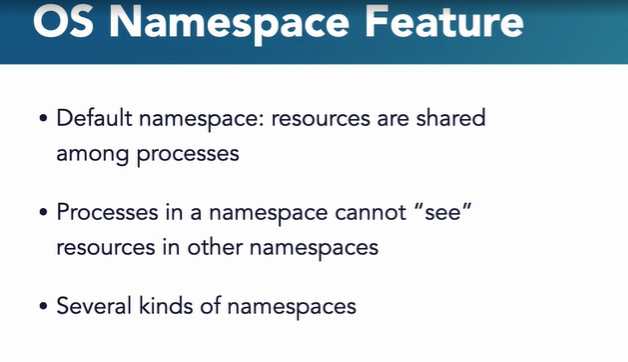 OS Namespace Feature
• Default namespace: resources are shared
among processes
• Processes in a namespace cannot “see”
resources in other namespaces
• Several kinds of namespaces